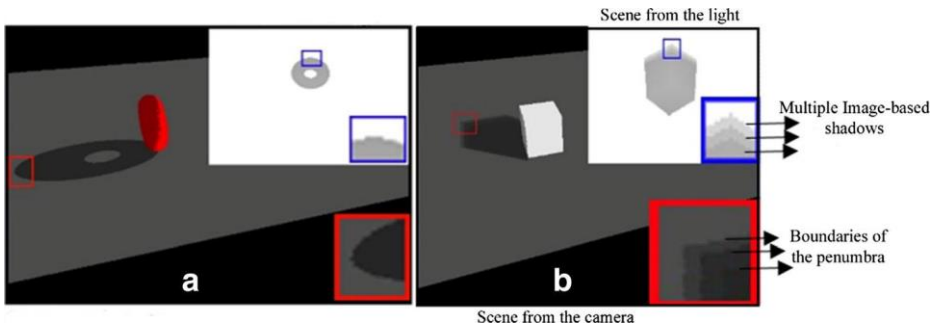 Scene from the light
Multiple Image-based
shadows
Boundaries of
the penumbra
a
b
Scene from the camera